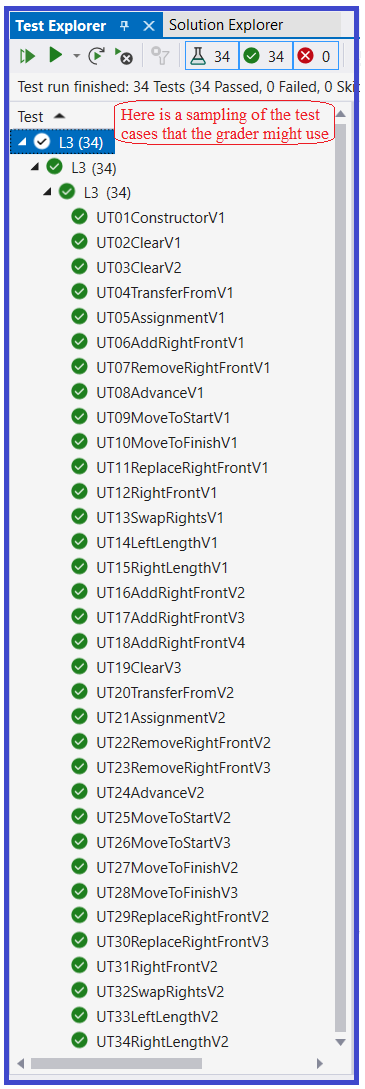 Test Explorer Solution Explorer
34 34 0
Test run finished: 34 Tests (34 Passed, 0 Failed, 0 Ski
Test
Here is a sampling of the test
cases that the grader might use
L3 (34)
L3 (34)
L3 (34)
UT01ConstructorV1
UT02ClearV1
UT03ClearV2
UT04TransferFromV1
UT05AssignmentV1
UT06AddRightFrontV1
UT07RemoveRightFrontV1
UT08AdvanceV1
UT09MoveToStartV1
UT10MoveToFinishV1
UT11ReplaceRightFrontV1
UT12RightFrontV1
UT13SwapRightsV1
UT14LeftLengthV1
UT15RightLengthV1
UT16AddRightFrontV2
UT17AddRightFrontV3
UT18AddRightFrontV4
UT19ClearV3
UT20TransferFromV2
UT21AssignmentV2
UT22RemoveRightFrontV2
UT23RemoveRightFrontV3
UT24AdvanceV2
UT25MoveToStartV2
UT26MoveToStartV3
UT27MoveToFinishV2
UT28MoveToFinishV3
UT29ReplaceRightFrontV2
UT30ReplaceRightFrontV3
UT31RightFrontV2
UT32SwapRightsV2
UT33LeftLengthV2
UT34RightLengthV2